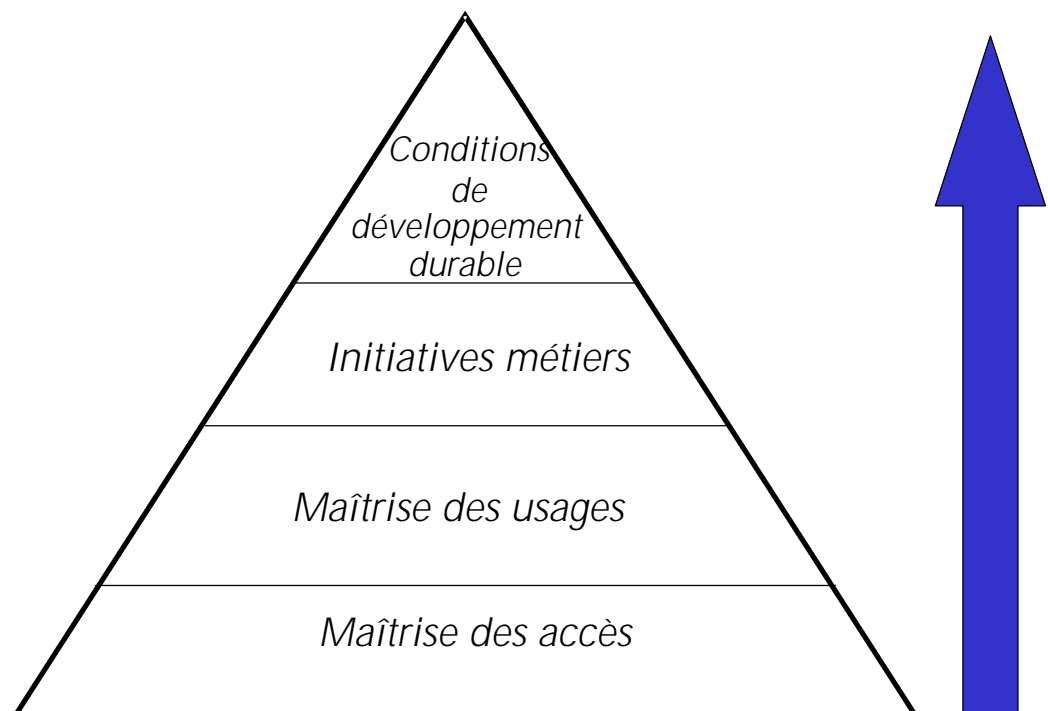 Conditions
de
développement
durable
Initiatives métiers
Maîtrise des usages
Maîtrise des accès